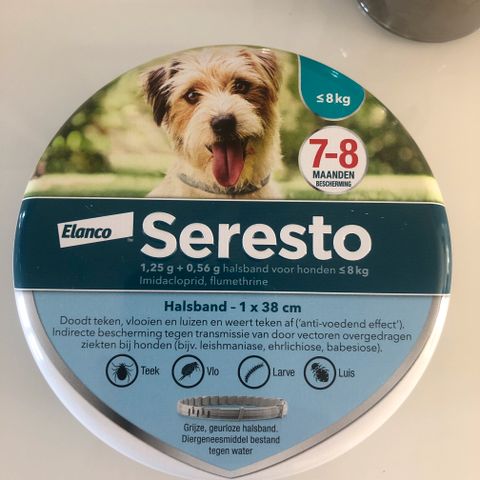 ≤8kg
7-8
MAANDEN
BESCHERMING
Elanco™
Seresto
1,25 g + 0,56 g halsband voor honden ≤ 8 kg
Imidacloprid, flumethrine
Halsband – 1 x 38 cm
Doodt teken, vlooien en luizen en weert teken af ('anti-voedend effect').
Indirecte bescherming tegen transmissie van door vectoren overgedragen
ziekten bij honden (bijv. leishmaniase, ehrlichiose, babesiose).
Teek Vlo Larve Luis
Grijze, geurloze halsband.
Diergeneesmiddel bestand
tegen water